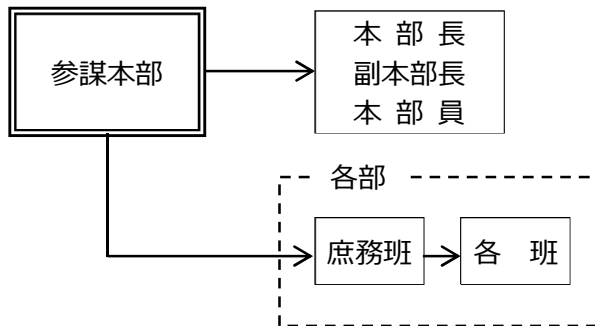 参謀本部
本 部 長
副本部長
本 部 員
各部
庶務班
各　班